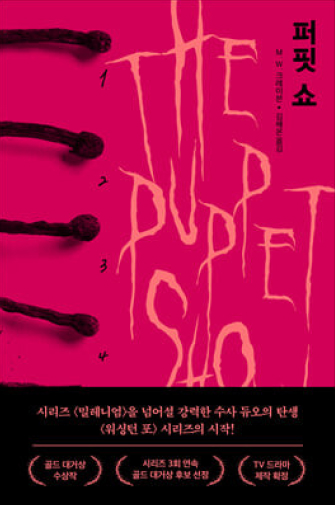 퍼핏 쇼
M. W. 크레이븐 • 김해온 옮김
THE
PUPPET
SHOW
1
2
3
4
시리즈 〈밀레니엄〉을 넘어설 강력한 수사 듀오의 탄생
〈워싱턴 포〉 시리즈의 시작!
골드 대거상
수상작
시리즈 3회 연속
골드 대거상 후보 선정
TV 드라마
제작 확정